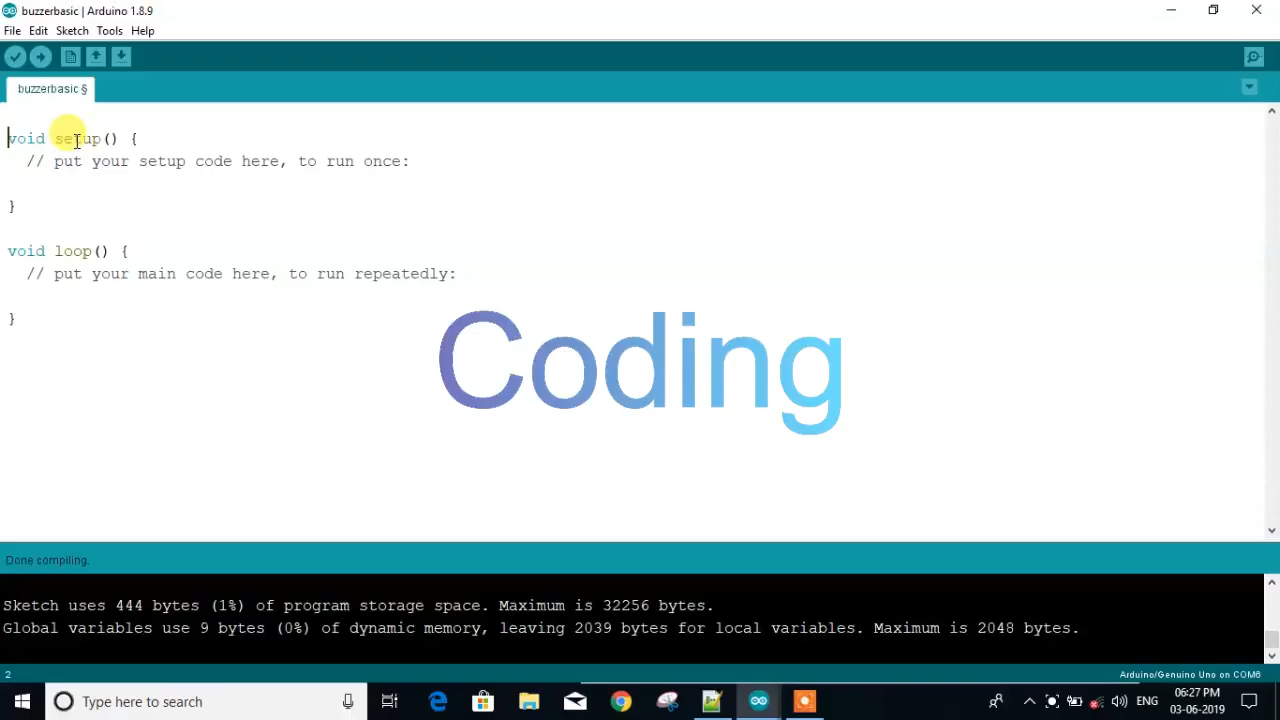 buzzerbasic | Arduino 1.8.9
File Edit Sketch Tools Help
buzzerbasic §
void setup() {
// put your setup code here, to run once:
}
void loop() {
// put your main code here, to run repeatedly:
}
Coding
Done compiling.
Sketch uses 444 bytes (1%) of program storage space. Maximum is 32256 bytes.
Global variables use 9 bytes (0%) of dynamic memory, leaving 2039 bytes for local variables. Maximum is 2048 bytes.
2
Arduino/Genuino Uno on COM6
Type here to search
ENG
06:27 PM
03-06-2019